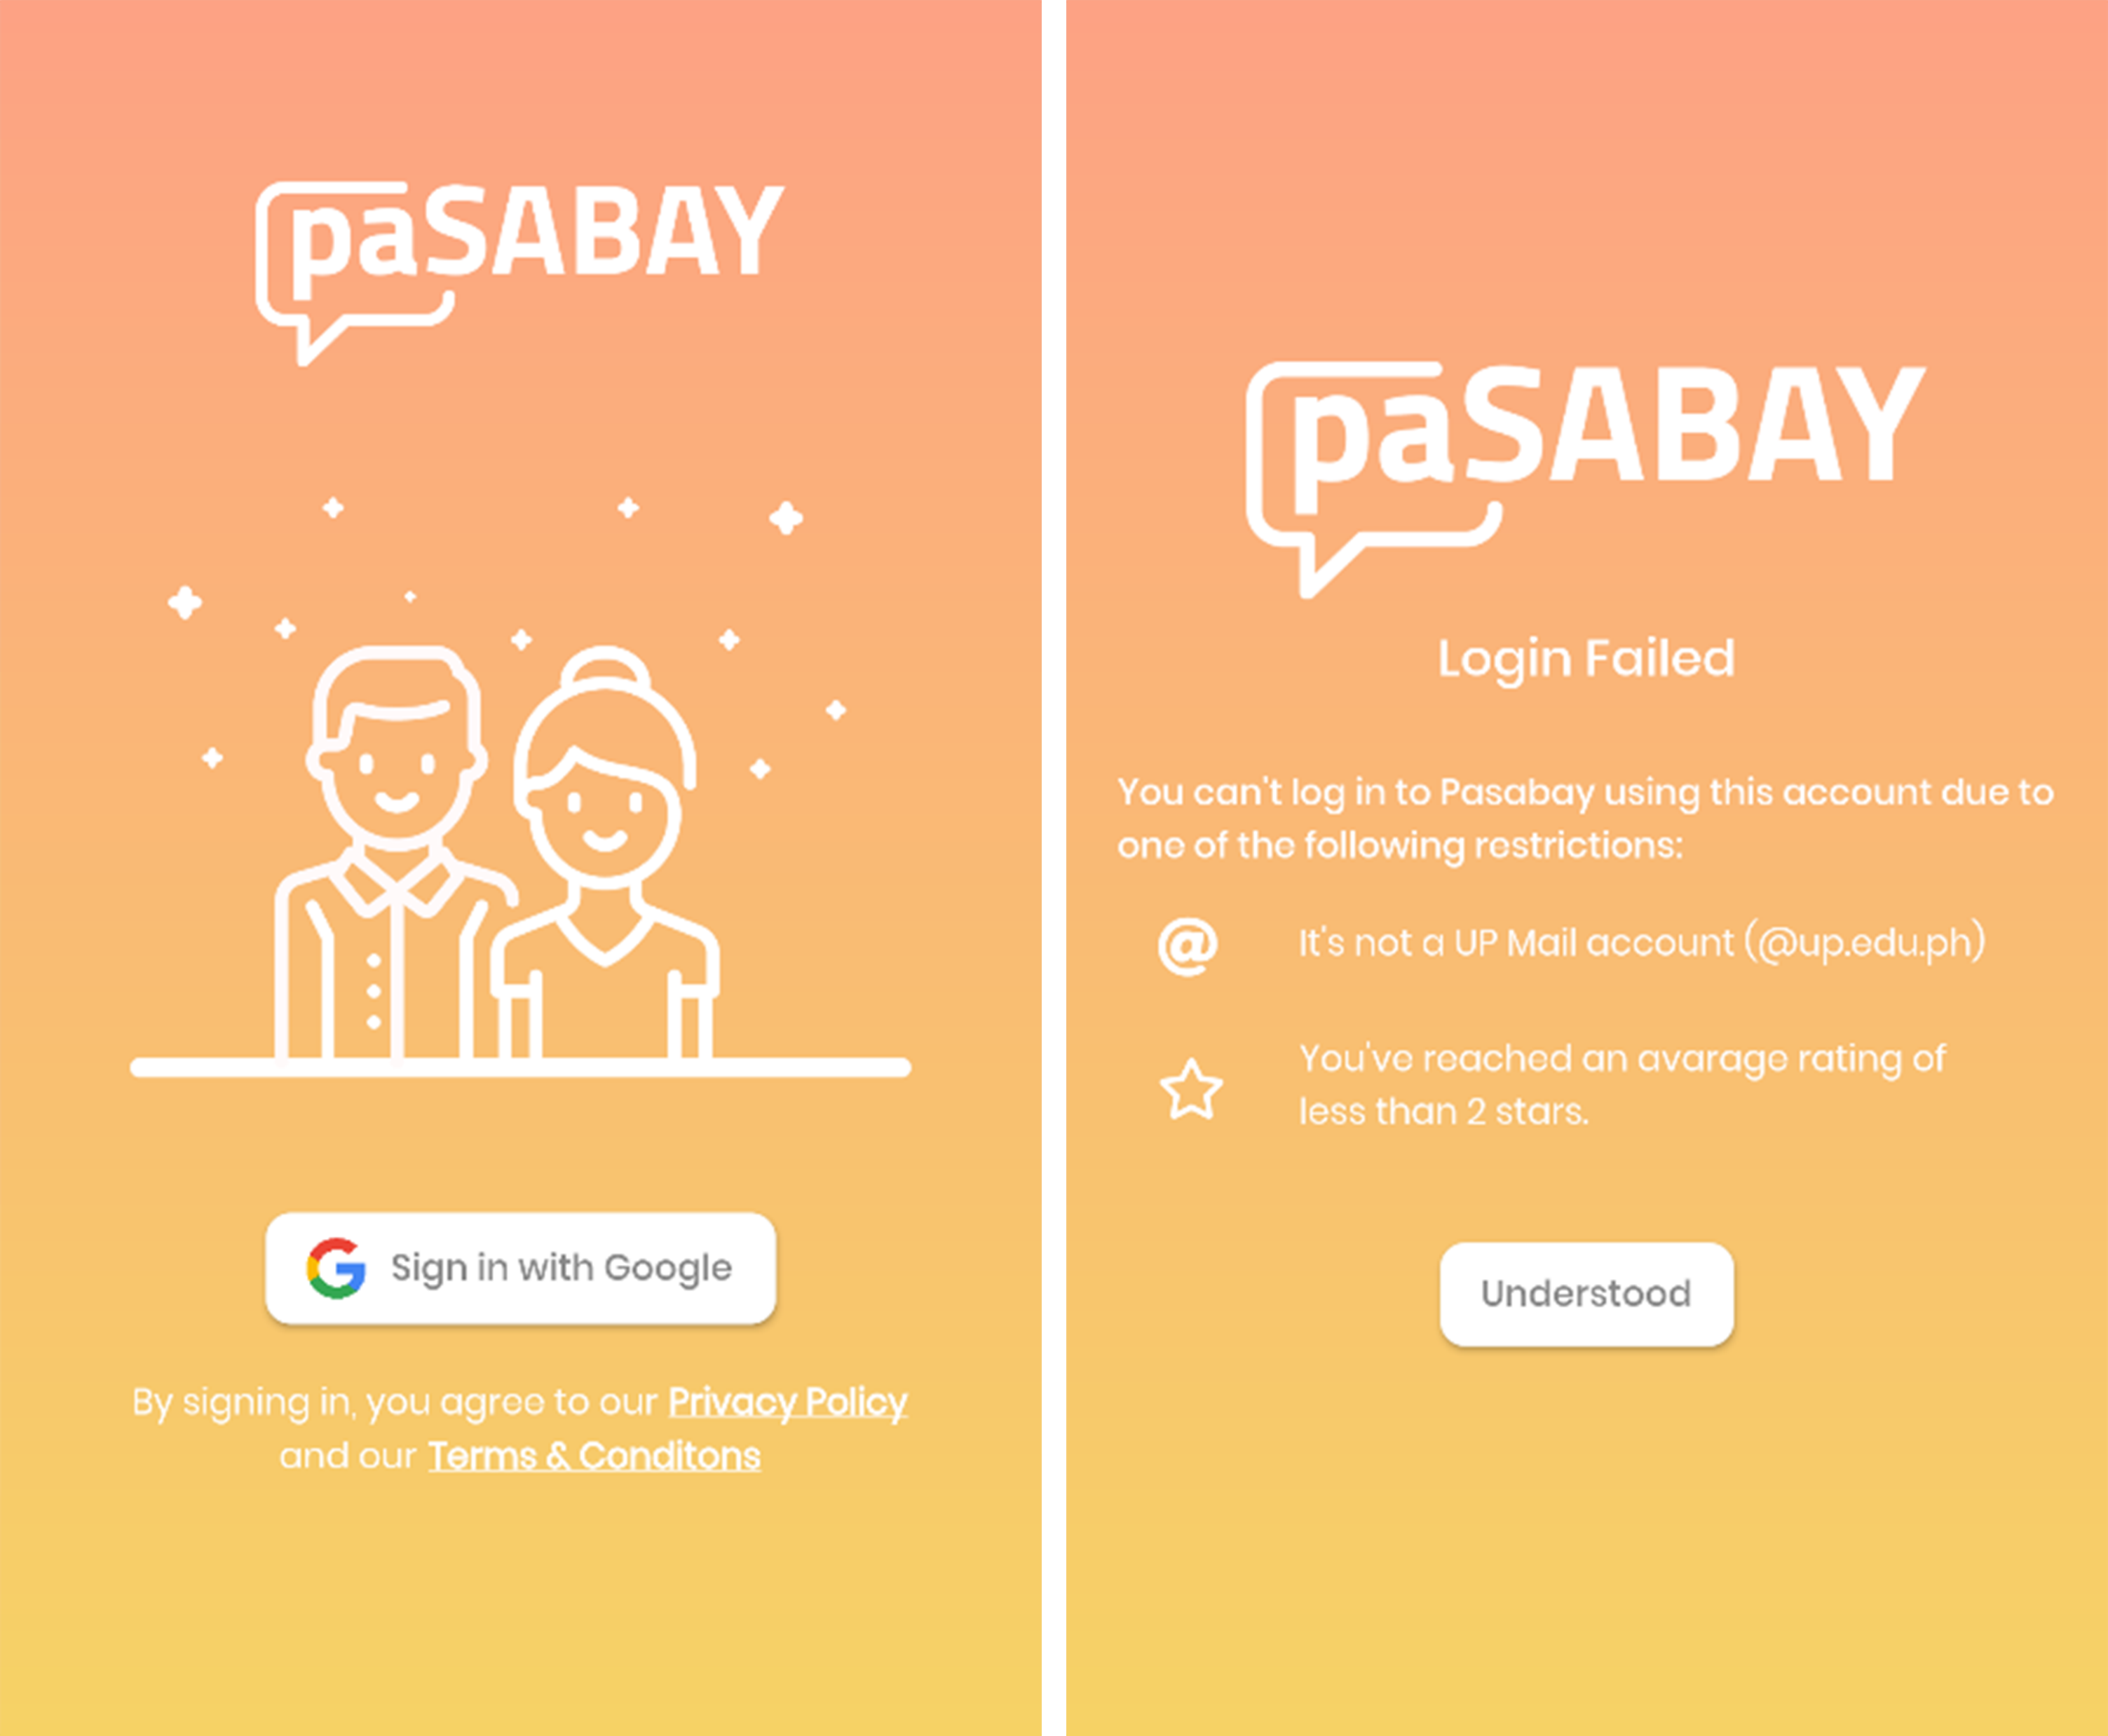 paSABAY
Sign in with Google
By signing in, you agree to our Privacy Policy
and our Terms & Conditons
paSABAY
Login Failed
You can't log in to Pasabay using this account due to
one of the following restrictions:
@
It's not a UP Mail account (@up.edu.ph)
You've reached an avarage rating of
less than 2 stars.
Understood